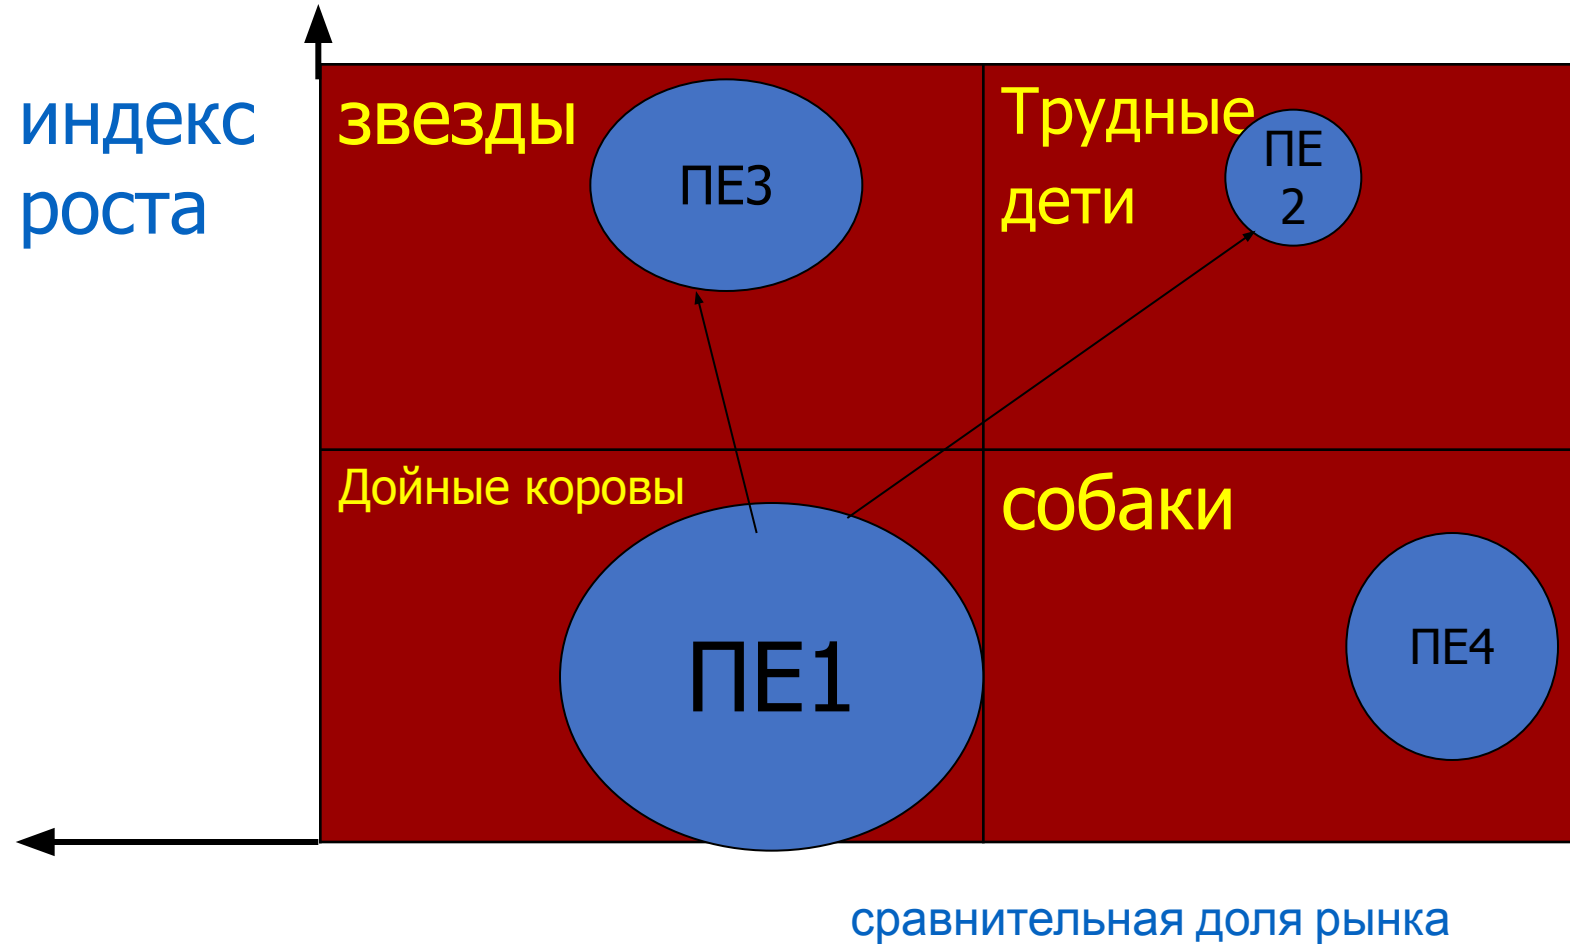 индекс
роста
звезды
ПЕ3
Трудные
дети
ПЕ
2
Дойные коровы
ПЕ1
собаки
ПЕ4
сравнительная доля рынка